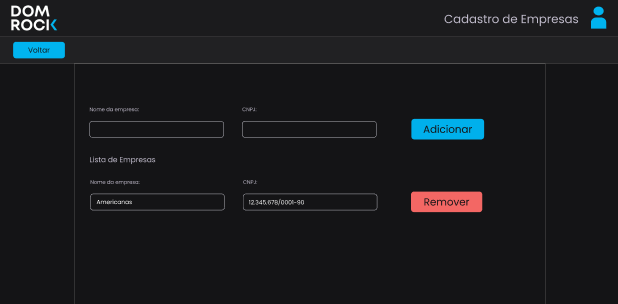 DOM
ROCK
Cadastro de Empresas
Voltar
Nome da empresa:
CNPJ:
Adicionar
Lista de Empresas
Nome da empresa:
CNPJ:
Americanas
12.345.678/0001-90
Remover